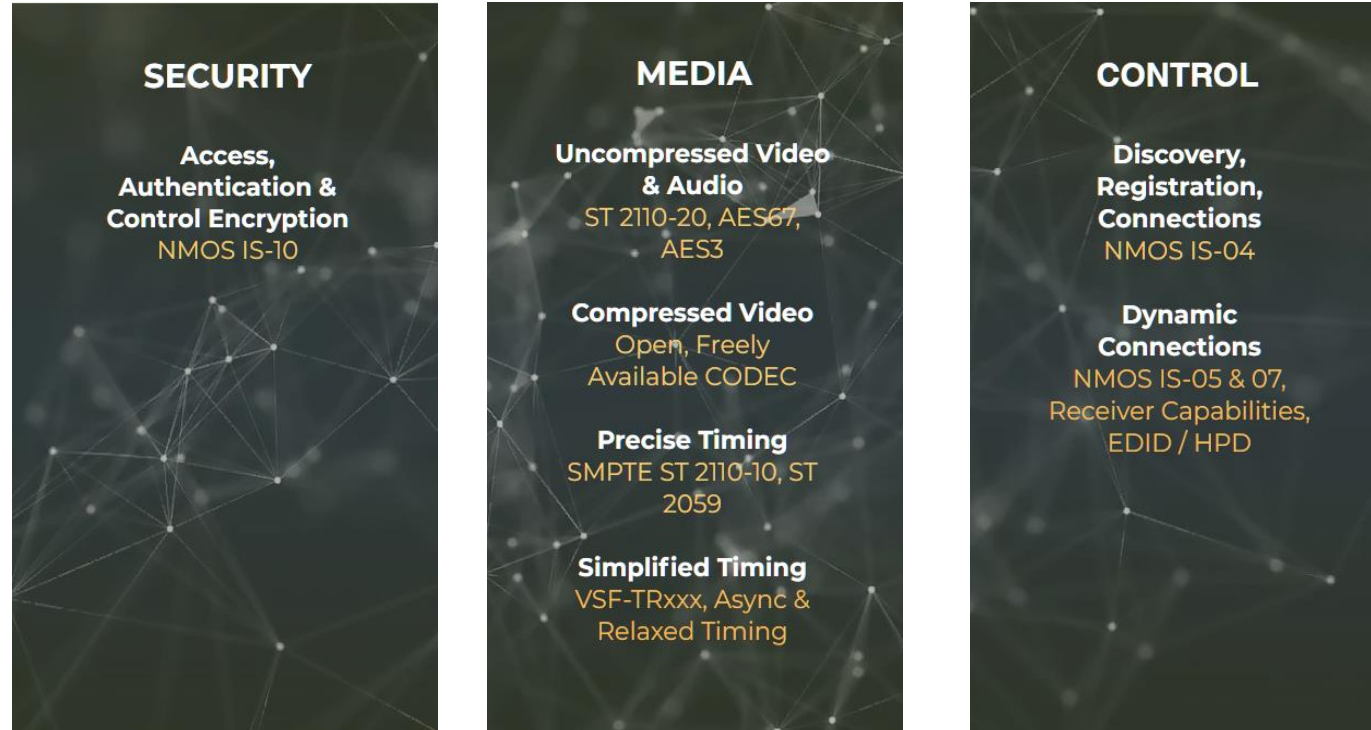 SECURITY
Access,
Authentication &
Control Encryption
NMOS IS-10
MEDIA
Uncompressed Video
& Audio
ST 2110-20, AES67,
AES3
Compressed Video
Open, Freely
Available CODEC
Precise Timing
SMPTE ST 2110-10, ST
2059
Simplified Timing
VSF-TRxxx, Async &
Relaxed Timing
CONTROL
Discovery,
Registration,
Connections
NMOS IS-04
Dynamic
Connections
NMOS IS-05 & 07,
Receiver Capabilities,
EDID / HPD